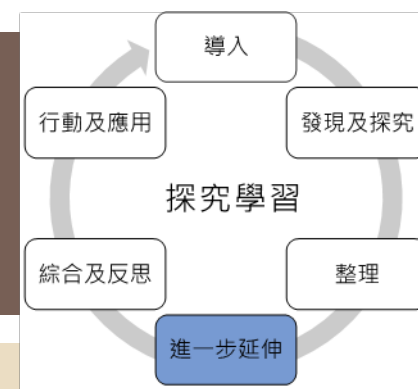 導入
發現及探究
整理
進一步延伸
綜合及反思
行動及應用
探究學習